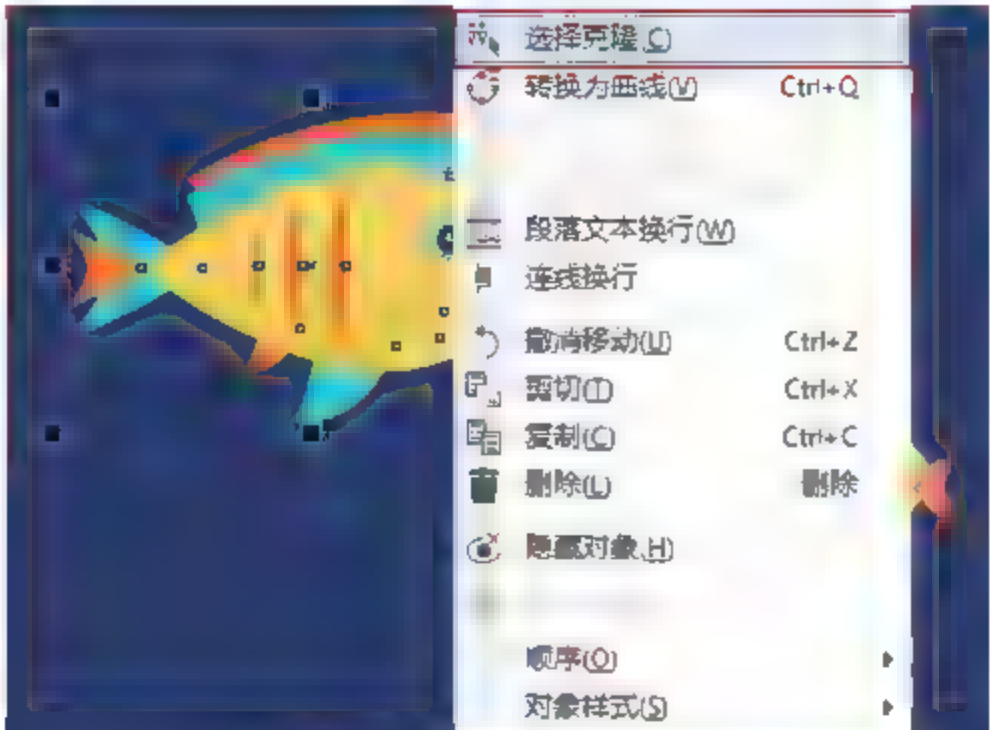 选择克隆(C)
转换为曲线(V) Ctrl+Q
段落文本换行(W)
连线换行
撤消移动(U) Ctrl+Z
剪切(T) Ctrl+X
复制(C) Ctrl+C
删除(L) 删除
隐藏对象(H)
顺序(O)
对象样式(S)